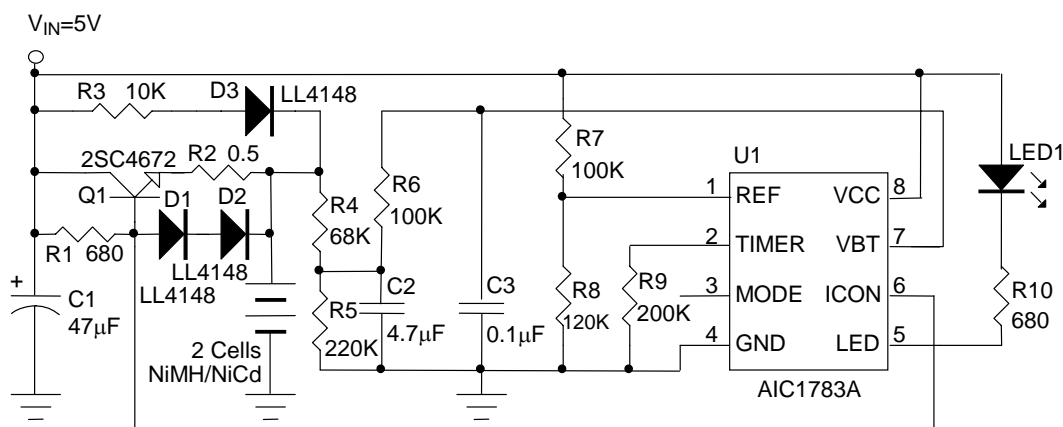 VIN=5V
R3 10K D3
LL4148
2SC4672 R2 0.5
Q1
D1 D2
R1 680
LL4148
LL4148
+
C1
47μF
2 Cells
NiMH/NiCd
R4
68K
R5
220K
R6
100K
C2
4.7μF
C3
0.1μF
R7
100K
R8
120K
R9
200K
U1
1 REF VCC 8
2 TIMER VBT 7
3 MODE ICON 6
4 GND LED 5
AIC1783A
LED1
R10
680